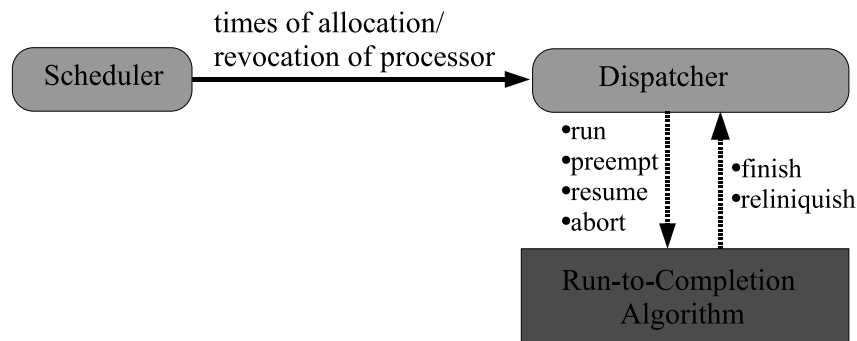 times of allocation/
revocation of processor
Scheduler
Dispatcher
•run
•preempt
•resume
•abort
•finish
•reliniquish
Run-to-Completion
Algorithm